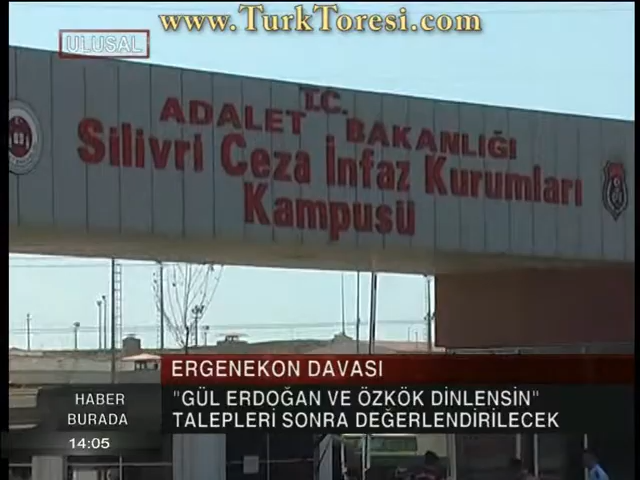 www.TurkToresi.com
ULUSAL
T.C.
ADALET BAKANLIĞI
Silivri Ceza İnfaz Kurumları
Kampusü
ERGENEKON DAVASI
HABER
BURADA
14:05
"GÜL ERDOĞAN VE ÖZKÖK DİNLENSİN"
TALEPLERİ SONRA DEĞERLENDİRİLECEK